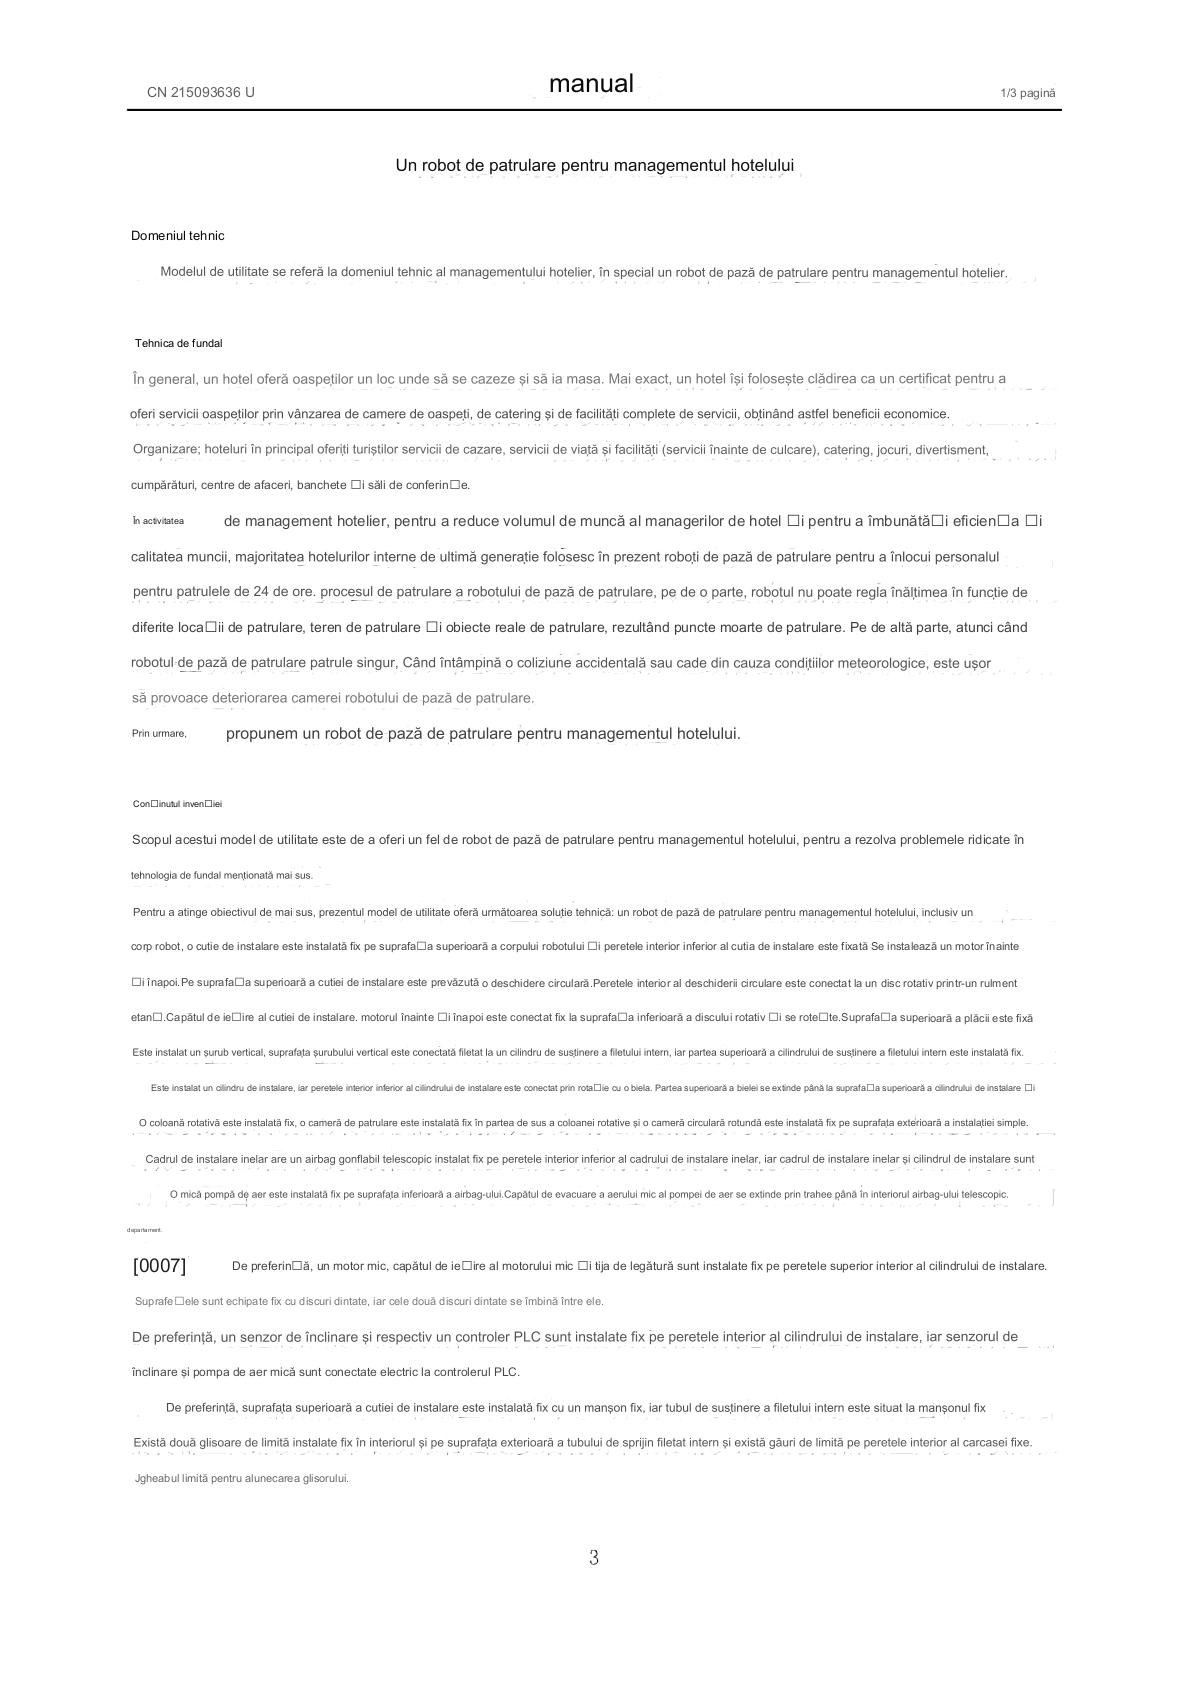 CN 215093636 U
manual
1/3 pagină
Un robot de patrulare pentru managementul hotelului
Domeniul tehnic
Modelul de utilitate se referă la domeniul tehnic al managementului hotelier, în special un robot de pază de patrulare pentru managementul hotelier.
Tehnica de fundal
În general, un hotel oferă oaspeților un loc unde să se cazeze și să ia masa. Mai exact, un hotel își folosește clădirea ca un certificat pentru a
oferi servicii oaspeților prin vânzarea de camere de oaspeți, de catering și de facilități complete de servicii, obținând astfel beneficii economice.
Organizare; hoteluri în principal oferiți turiștilor servicii de cazare, servicii de viață și facilități (servicii înainte de culcare), catering, jocuri, divertisment,
cumpărături, centre de afaceri, banchete □i săli de conferin□e.
În activitatea de management hotelier, pentru a reduce volumul de muncă al managerilor de hotel □i pentru a îmbunătă□i eficien□a □i
calitatea muncii, majoritatea hotelurilor interne de ultimă generație folosesc în prezent roboți de pază de patrulare pentru a înlocui personalul
pentru patrulele de 24 de ore. procesul de patrulare a robotului de pază de patrulare, pe de o parte, robotul nu poate regla înălțimea în funcție de
diferite loca□ii de patrulare, teren de patrulare □i obiecte reale de patrulare, rezultând puncte moarte de patrulare. Pe de altă parte, atunci când
robotul de pază de patrulare patrule singur, Când întâmpină o coliziune accidentală sau cade din cauza condițiilor meteorologice, este ușor
să provoace deteriorarea camerei robotului de pază de patrulare.
Prin urmare, propunem un robot de pază de patrulare pentru managementul hotelului.
Con□inutul inven□iei
Scopul acestui model de utilitate este de a oferi un fel de robot de pază de patrulare pentru managementul hotelului, pentru a rezolva problemele ridicate în
tehnologia de fundal menționată mai sus.
Pentru a atinge obiectivul de mai sus, prezentul model de utilitate oferă următoarea soluție tehnică: un robot de pază de patrulare pentru managementul hotelului, inclusiv un
corp robot, o cutie de instalare este instalată fix pe suprafa□a superioară a corpului robotului □i peretele interior inferior al cutia de instalare este fixată Se instalează un motor înainte
□i înapoi.Pe suprafa□a superioară a cutiei de instalare este prevăzută o deschidere circulară.Peretele interior al deschiderii circulare este conectat la un disc rotativ printr-un rulment
etan□.Capătul de ie□ire al cutiei de instalare. motorul înainte □i înapoi este conectat fix la suprafa□a inferioară a discului rotativ □i se rote□te.Suprafa□a superioară a plăcii este fixă
Este instalat un șurub vertical, suprafața șurubului vertical este conectată filetat la un cilindru de susținere a filetului intern, iar partea superioară a cilindrului de susținere a filetului intern este instalată fix.
Este instalat un cilindru de instalare, iar peretele interior inferior al cilindrului de instalare este conectat prin rota□ie cu o biela. Partea superioară a bielei se extinde până la suprafa□a superioară a cilindrului de instalare □i
O coloană rotativă este instalată fix, o cameră de patrulare este instalată fix în partea de sus a coloanei rotative și o cameră circulară rotundă este instalată fix pe suprafața exterioară a instalației simple.
Cadrul de instalare inelar are un airbag gonflabil telescopic instalat fix pe peretele interior inferior al cadrului de instalare inelar, iar cadrul de instalare inelar și cilindrul de instalare sunt
O mică pompă de aer este instalată fix pe suprafața inferioară a airbag-ului.Capătul de evacuare a aerului mic al pompei de aer se extinde prin trahee până în interiorul airbag-ului telescopic.
departament.
[0007] De preferin□ă, un motor mic, capătul de ie□ire al motorului mic □i tija de legătură sunt instalate fix pe peretele superior interior al cilindrului de instalare.
Suprafe□ele sunt echipate fix cu discuri dintate, iar cele două discuri dintate se îmbină între ele.
De preferință, un senzor de înclinare și respectiv un controler PLC sunt instalate fix pe peretele interior al cilindrului de instalare, iar senzorul de
înclinare și pompa de aer mică sunt conectate electric la controlerul PLC.
De preferință, suprafața superioară a cutiei de instalare este instalată fix cu un manșon fix, iar tubul de susținere a filetului intern este situat la manșonul fix
Există două glisoare de limită instalate fix în interiorul și pe suprafața exterioară a tubului de sprijin filetat intern și există găuri de limită pe peretele interior al carcasei fixe.
Jgheabul limită pentru alunecarea glisorului.
3